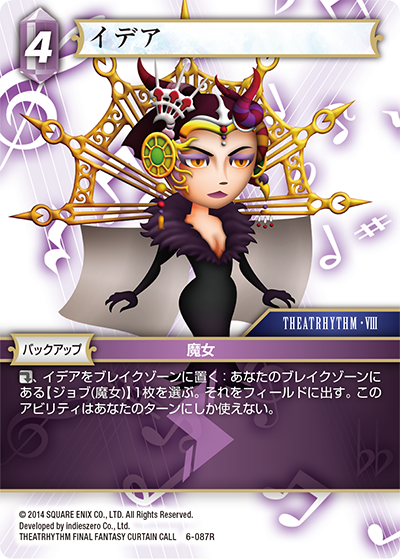 4
イデア
THEATRHYTHM・VIII
バックアップ
魔女
、イデアをブレイクゾーンに置く：あなたのブレイクゾーンに
ある【ジョブ(魔女)】1枚を選ぶ。それをフィールドに出す。この
アビリティはあなたのターンにしか使えない。
© 2014 SQUARE ENIX CO., LTD. All Rights Reserved.
Developed by indieszero Co., Ltd.
THEATRHYTHM FINAL FANTASY CURTAIN CALL 6-087R